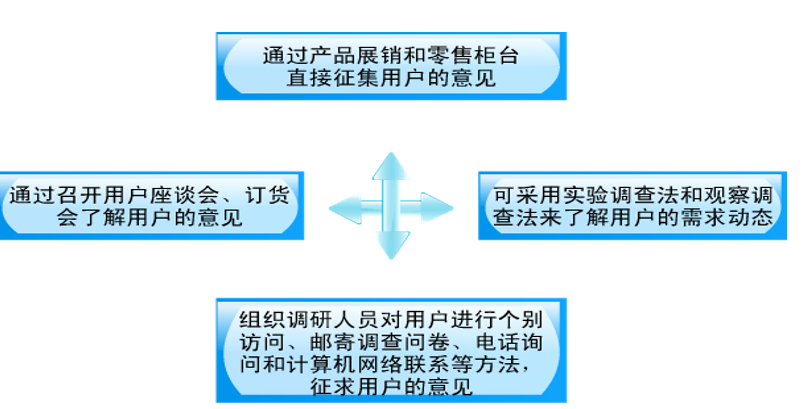 通过产品展销和零售柜台
直接征集用户的意见
通过召开用户座谈会、订货
会了解用户的意见
可采用实验调查法和观察调
查法来了解用户的需求动态
组织调研人员对用户进行个别
访问、邮寄调查问卷、电话询
问和计算机网络联系等方法，
征求用户的意见